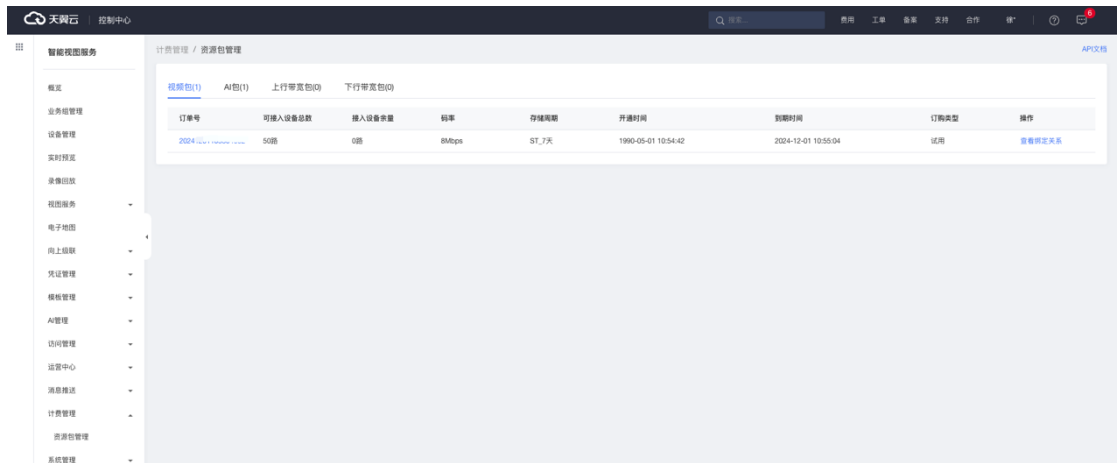 天翼云 | 控制中心 搜索... 费用 工单 备案 支持 合作 徐* 6
智能视图服务
计费管理 / 资源包管理 API文档
概览
业务组管理
设备管理
实时预览
录像回放
视图服务
电子地图
向上级联
凭证管理
模板管理
AI管理
访问管理
运营中心
消息推送
计费管理
资源包管理
系统管理
视频包(1) AI包(1) 上行带宽包(0) 下行带宽包(0)
订单号 可接入设备总数 接入设备余量 码率 存储周期 开通时间 到期时间 订购类型 操作
2024 50路 0路 8Mbps ST_7天 1990-05-01 10:54:42 2024-12-01 10:55:04 试用 查看绑定关系